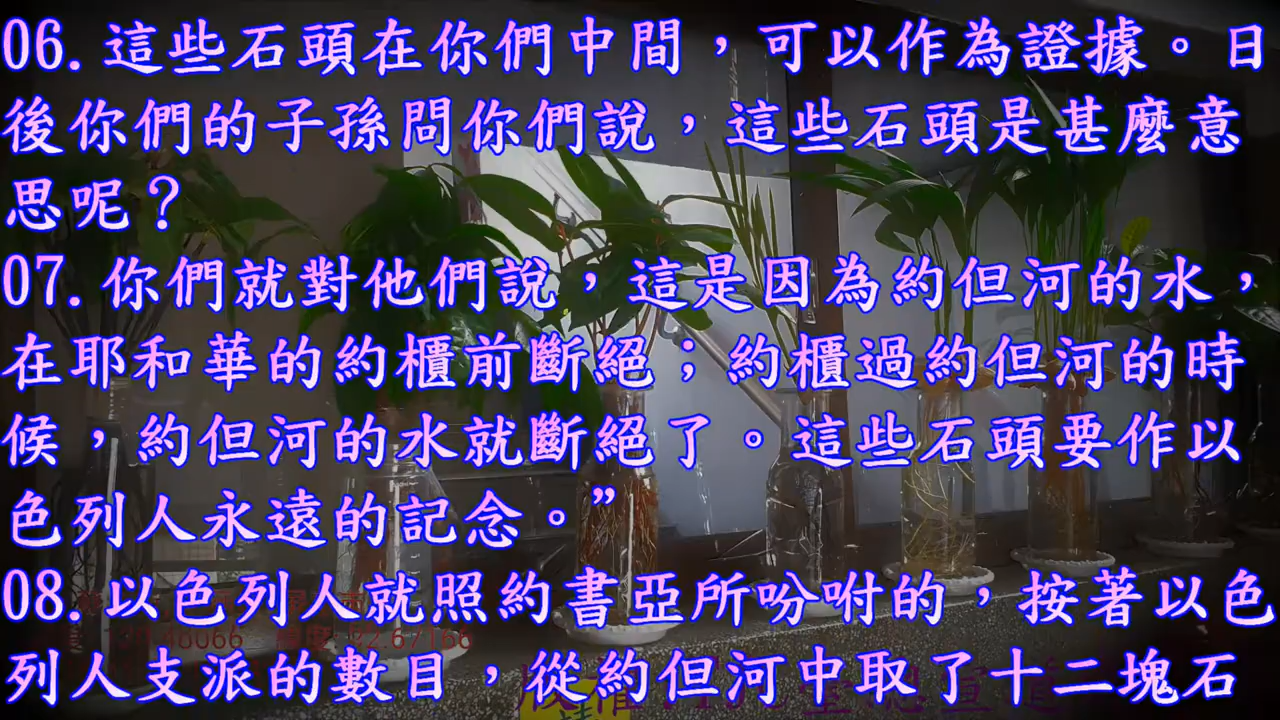 06.這些石頭在你們中間，可以作為證據。日
後你們的子孫問你們說，這些石頭是甚麼意
思呢？
07.你們就對他們說，這是因為約但河的水，
在耶和華的約櫃前斷絕；約櫃過約但河的時
候，約但河的水就斷絕了。這些石頭要作以
色列人永遠的記念。”
08.以色列人就照約書亞所吩咐的，按著以色
列人支派的數目，從約但河中取了十二塊石